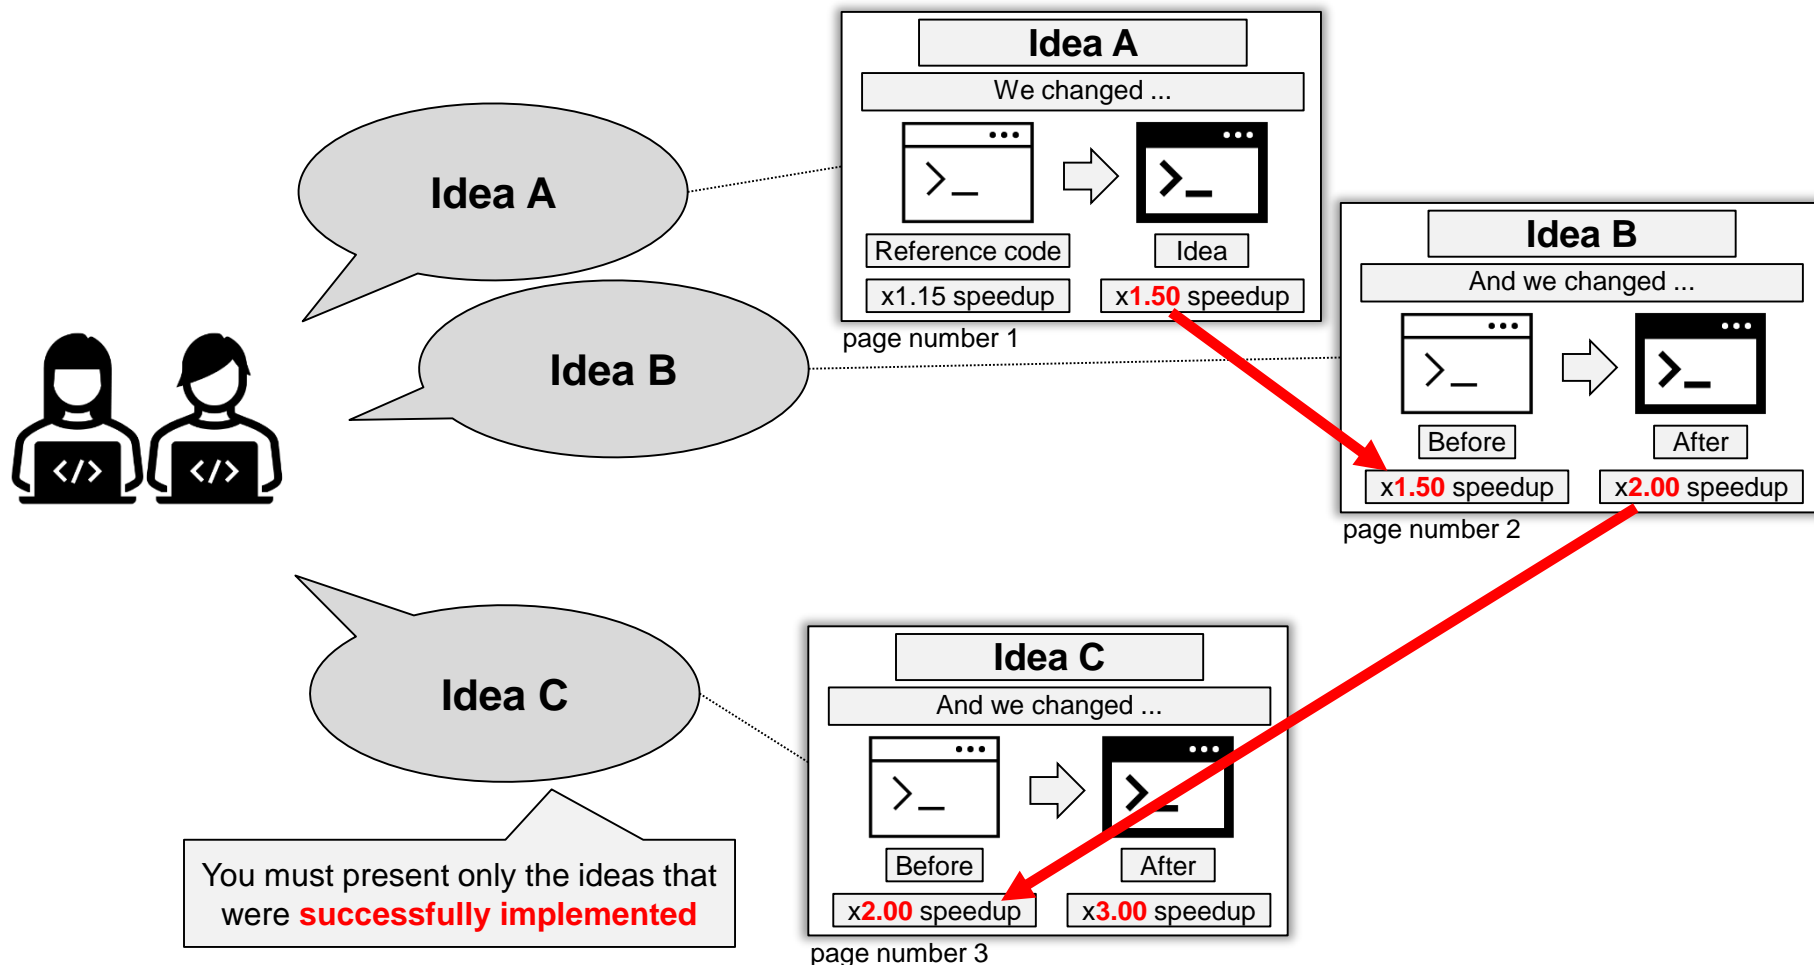 Idea A
We changed ...
Reference code
Idea
x1.15 speedup
x1.50 speedup
page number 1
Idea A
Idea B
And we changed ...
Before
After
x1.50 speedup
x2.00 speedup
page number 2
Idea B
</>
</>
Idea C
And we changed ...
Before
After
x2.00 speedup
x3.00 speedup
page number 3
Idea C
You must present only the ideas that
were successfully implemented